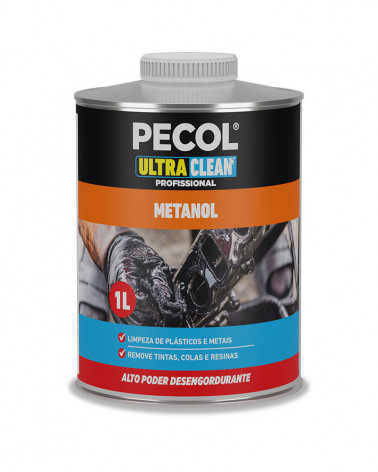 PECOL®
ULTRA CLEAN
PROFISSIONAL
METANOL
1L
LIMPEZA DE PLÁSTICOS E METAIS
REMOVE TINTAS, COLAS E RESINAS
ALTO PODER DESENGORDURANTE